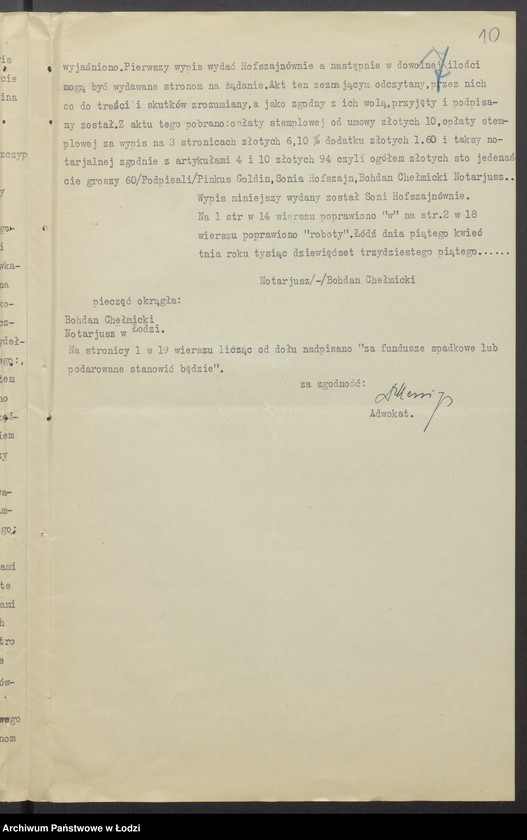 10
wyjaśniono.Pierwszy wypis wydać Hofszajnównie a następnie w dowolnej ilości
mogą być wydawane stronom na żądanie.Akt ten zeznającym odczytany,przez nich
co do treści i skutków zrozumiany,a jako zgodny z ich wolą,przyjęty i podpisa-
ny został.Z aktu tego pobrano:opłaty stemplowej od umowy złotych 10,opłaty stem-
plowej za wypis na 3 stronicach złotych 6,10 % dodatku złotych 1.60 i taksy no-
tarjalnej zgodnie z artykułami 4 i 10 złotych 94 czyli ogółem złotych sto jedenaś
cie groszy 60/Podpisali/Pinkus Goldin,Sonia Hofszajn,Bohdan Chełmicki Notarjusz..
Wypis niniejszy wydany został Soni Hofszajnównie.
Na 1 str w 14 wierszu poprawiono "w" na str.2 w 18
wierszu poprawiono "roboty".Łódź dnia piątego kwieć
tnia roku tysiąc dziewięćset trzydziestego piątego......
Notarjusz/-/Bohdan Chełmicki
pieczęć okrągła:
Bohdan Chełmicki
Notarjusz w Łodzi.
Na stronicy 1 w 19 wierszu licząc od dołu nadpisano "za fundusze spadkowe lub
podarowane stanowić będzie".
za zgodność:
Adwokat.
Archiwum Państwowe w Łodzi